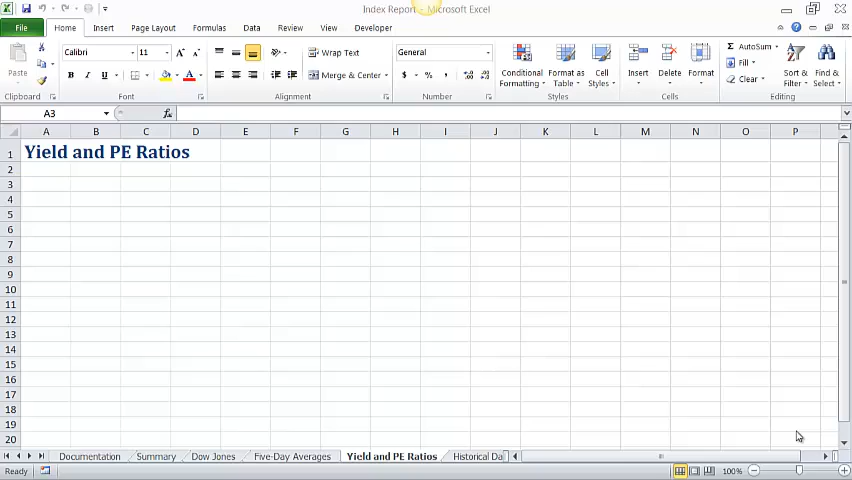 Index Report - Microsoft Excel
File Home Insert Page Layout Formulas Data Review View Developer
Paste
Calibri 11
B I U
A A A
Wrap Text
Merge & Center
General
$ % ,
Conditional Formatting
Format as Table
Cell Styles
Insert Delete Format
Σ AutoSum
Fill
Clear
Sort & Filter
Find & Select
Clipboard Font Alignment Number Styles Cells Editing
A3 fx
A B C D E F G H I J K L M N O P
1 Yield and PE Ratios
2
3
4
5
6
7
8
9
10
11
12
13
14
15
16
17
18
19
20
Documentation Summary Dow Jones Five-Day Averages Yield and PE Ratios Historical Da
Ready 100%